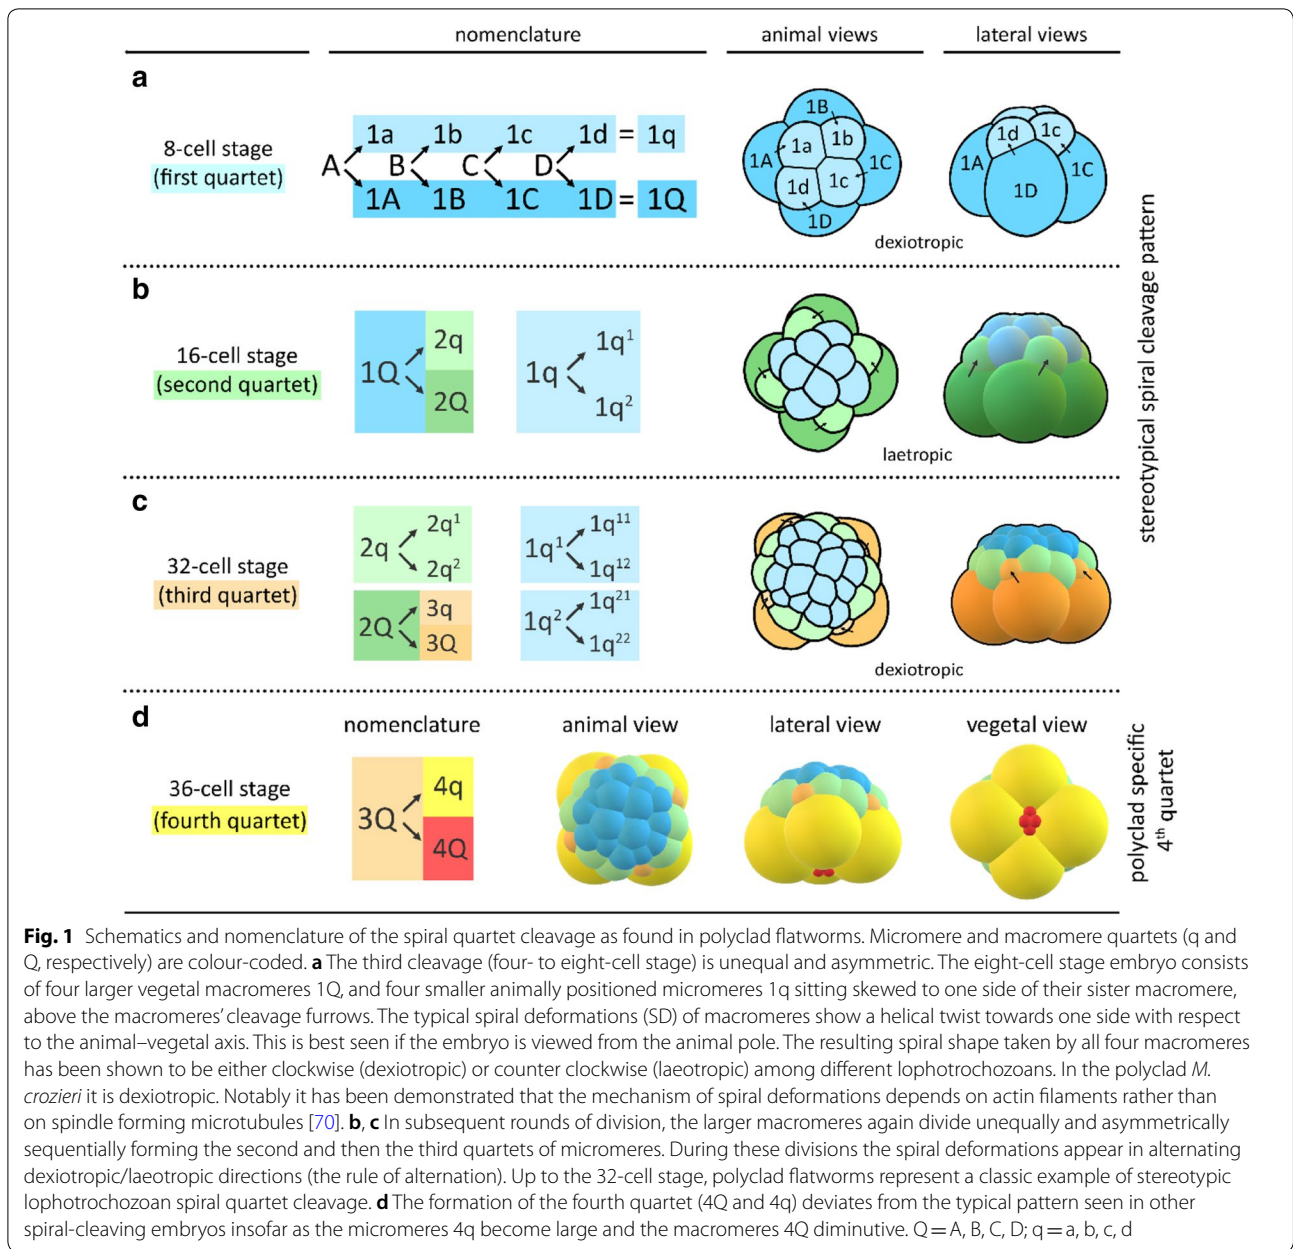 nomenclature animal views lateral views
a
8-cell stage
(first quartet)
1a 1b 1c 1d = 1q
A B C D
1A 1B 1C 1D = 1Q
1B
1b
1a
1A
1C
1d
1c
1D
dexiotropic
1d
1c
1A
1C
1D
b
16-cell stage
(second quartet)
1Q
2q
2Q
1q
1q¹
1q²
laetropic
c
32-cell stage
(third quartet)
2q
2q¹
2q²
1q¹
1q¹¹
1q¹²
2Q
3q
3Q
1q²
1q²¹
1q²²
dexiotropic
stereotypical spiral cleavage pattern
d
nomenclature animal view lateral view vegetal view
36-cell stage
(fourth quartet)
3Q
4q
4Q
polyclad specific
4th quartet
Fig. 1 Schematics and nomenclature of the spiral quartet cleavage as found in polyclad flatworms. Micromere and macromere quartets (q and
Q, respectively) are colour-coded. a The third cleavage (four- to eight-cell stage) is unequal and asymmetric. The eight-cell stage embryo consists
of four larger vegetal macromeres 1Q, and four smaller animally positioned micromeres 1q sitting skewed to one side of their sister macromere,
above the macromeres’ cleavage furrows. The typical spiral deformations (SD) of macromeres show a helical twist towards one side with respect
to the animal–vegetal axis. This is best seen if the embryo is viewed from the animal pole. The resulting spiral shape taken by all four macromeres
has been shown to be either clockwise (dexiotropic) or counter clockwise (laeotropic) among different lophotrochozoans. In the polyclad M.
crozieri it is dexiotropic. Notably it has been demonstrated that the mechanism of spiral deformations depends on actin filaments rather than
on spindle forming microtubules [70]. b, c In subsequent rounds of division, the larger macromeres again divide unequally and asymmetrically
sequentially forming the second and then the third quartets of micromeres. During these divisions the spiral deformations appear in alternating
dexiotropic/laeotropic directions (the rule of alternation). Up to the 32-cell stage, polyclad flatworms represent a classic example of stereotypic
lophotrochozoan spiral quartet cleavage. d The formation of the fourth quartet (4Q and 4q) deviates from the typical pattern seen in other
spiral-cleaving embryos insofar as the micromeres 4q become large and the macromeres 4Q diminutive. Q = A, B, C, D; q = a, b, c, d